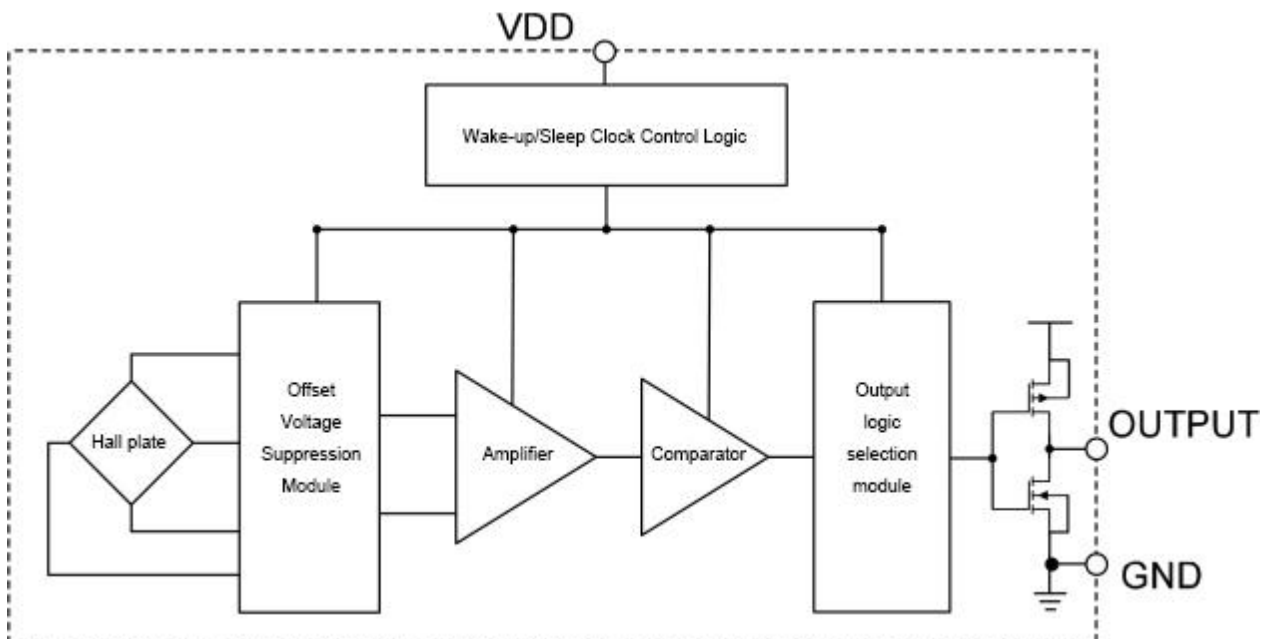 VDD
Wake-up/Sleep Clock Control Logic
Hall plate
Offset
Voltage
Suppression
Module
Amplifier
Comparator
Output
logic
selection
module
OUTPUT
GND